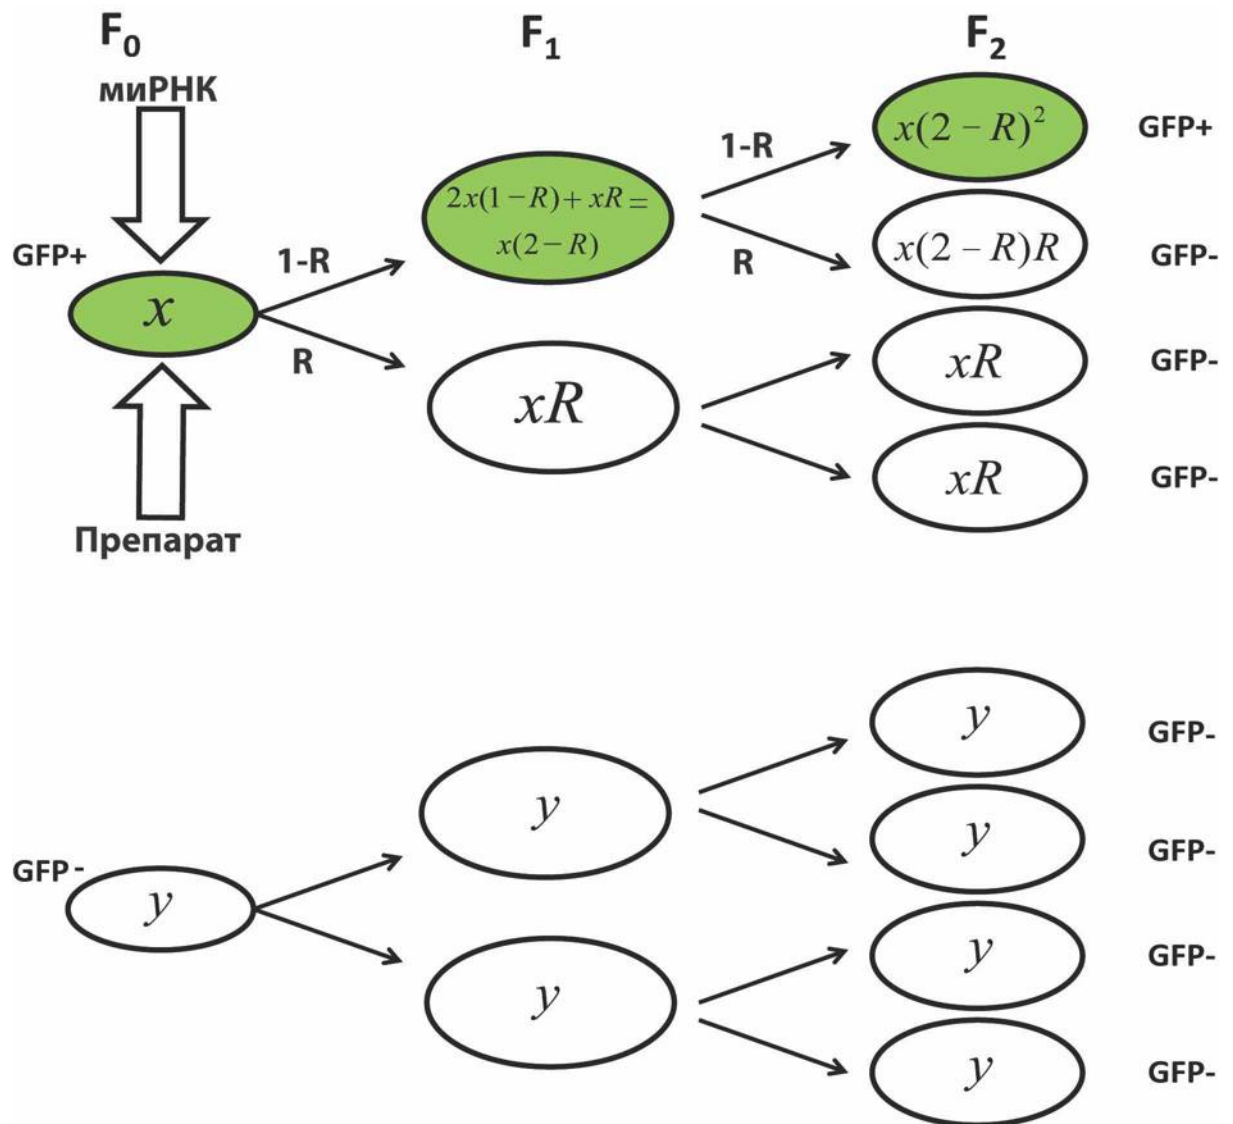 F₀ F₁ F₂
миРНК
x(2 − R)² GFP+
1-R
2x(1 − R) + xR =
x(2 − R)
GFP+
1-R
R
x(2 − R)R GFP-
x
R
xR GFP-
xR
xR GFP-
Препарат
y GFP-
y
y GFP-
GFP-
y
y GFP-
y
y GFP-